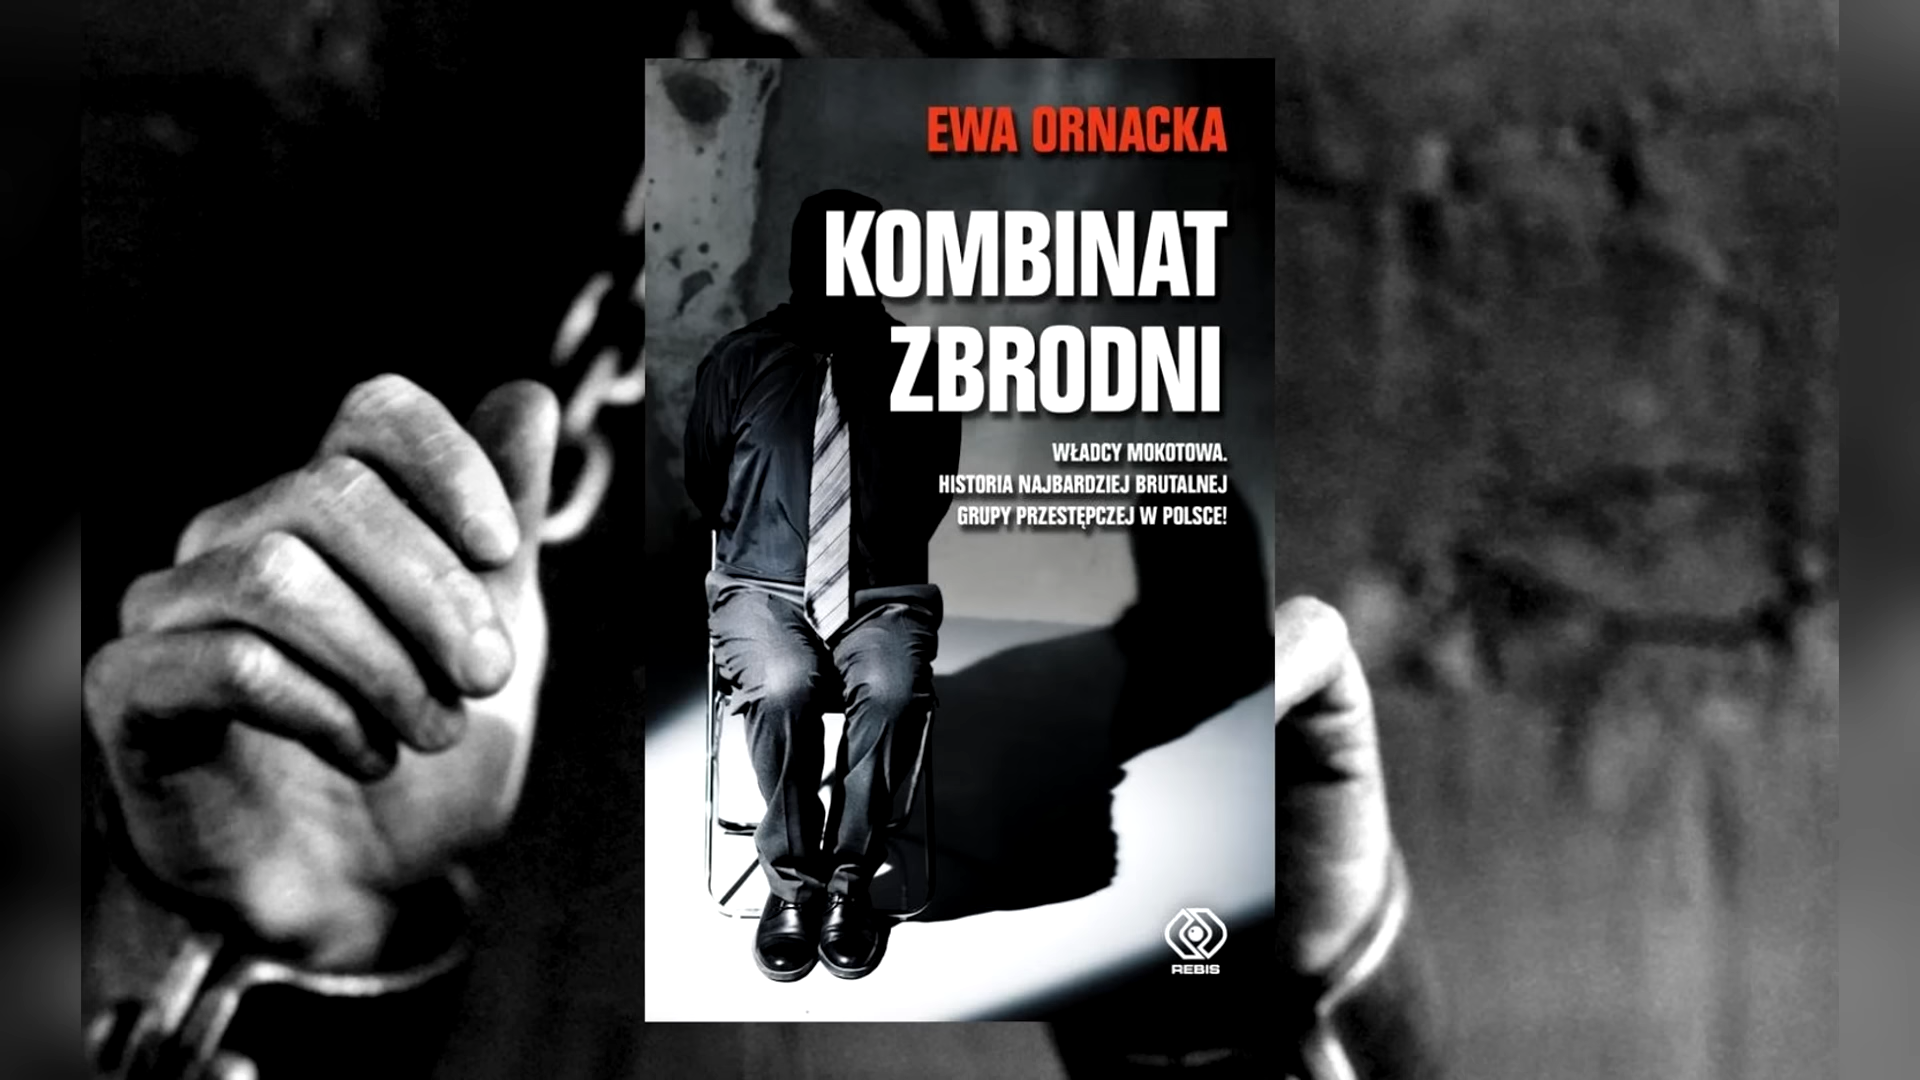 EWA ORNACKA
KOMBINAT
ZBRODNI
WŁADCY MOKOTOWA.
HISTORIA NAJBARDZIEJ BRUTALNEJ
GRUPY PRZESTĘPCZEJ W POLSCE!
REBIS